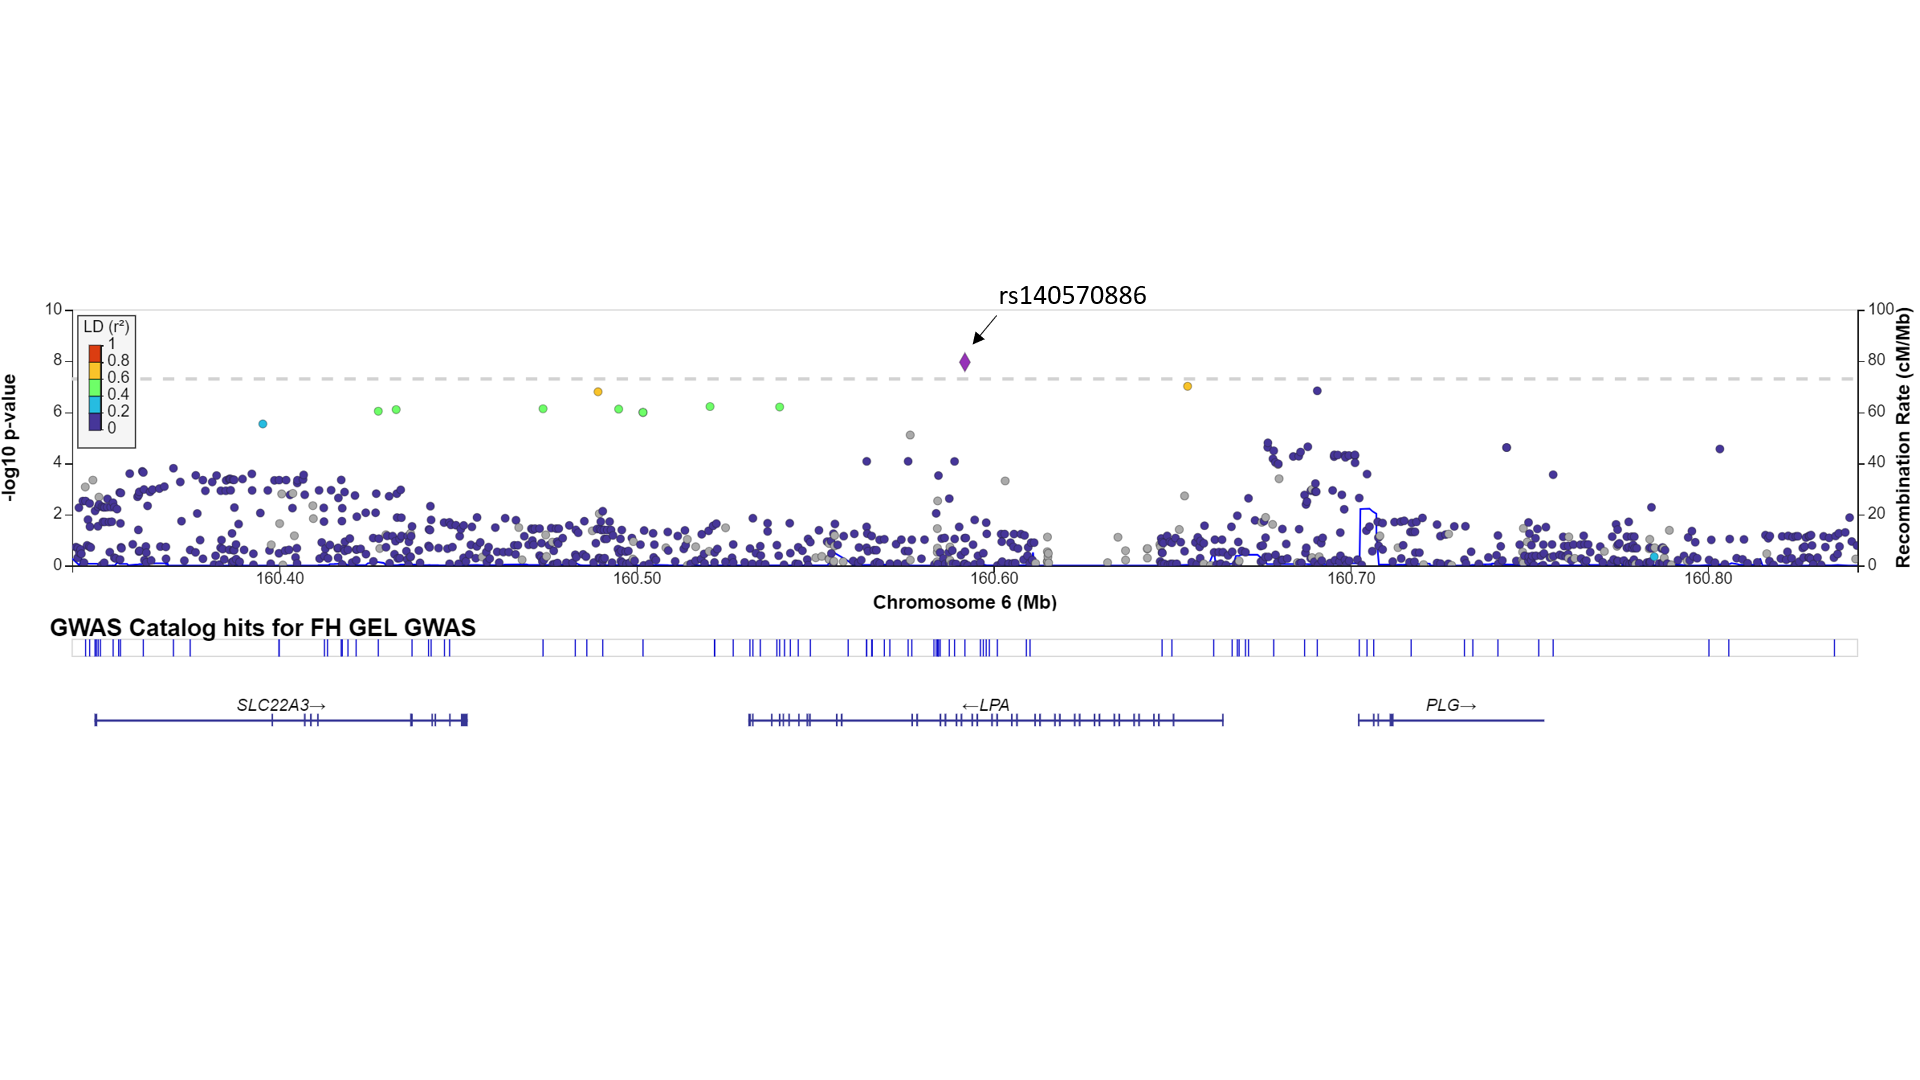 rs140570886
10
8
6
4
2
0
-log10 p-value
LD (r²)
1
0.8
0.6
0.4
0.2
0
100
80
60
40
20
0
Recombination Rate (cM/Mb)
160.40 160.50 160.60 160.70 160.80
Chromosome 6 (Mb)
GWAS Catalog hits for FH GEL GWAS
SLC22A3→ ←LPA PLG→